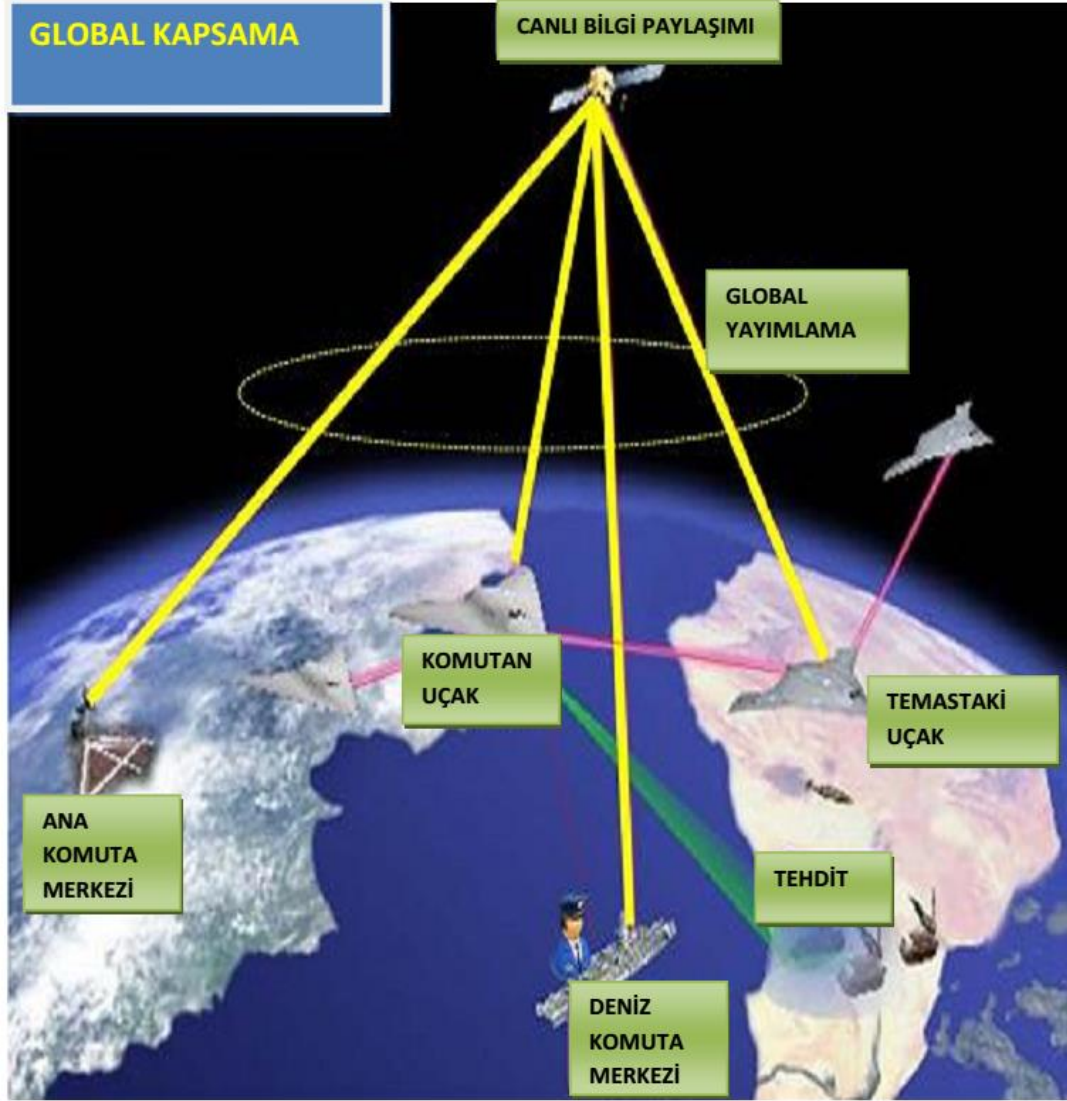 GLOBAL KAPSAMA
CANLI BİLGİ PAYLAŞIMI
GLOBAL
YAYIMLAMA
KOMUTAN
UÇAK
TEMASTAKİ
UÇAK
ANA
KOMUTA
MERKEZİ
TEHDİT
DENİZ
KOMUTA
MERKEZİ